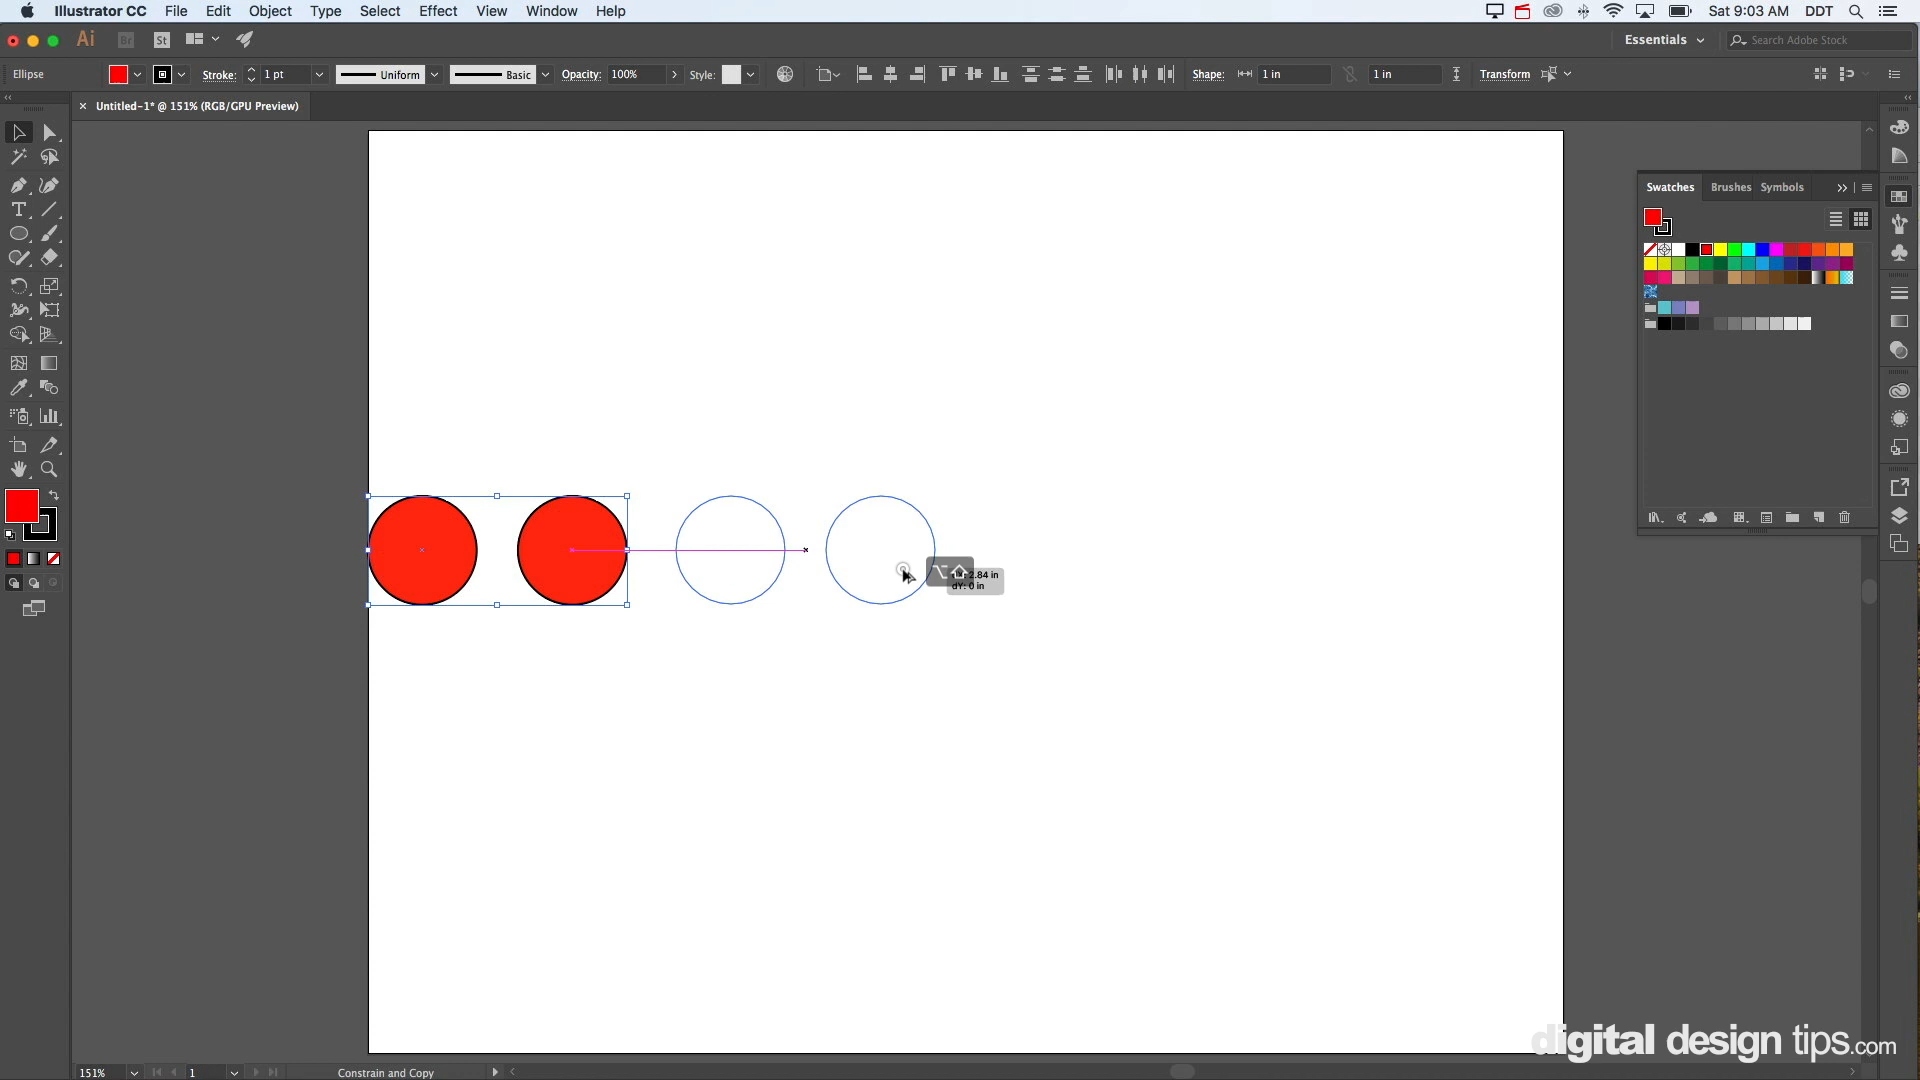 Illustrator CC File Edit Object Type Select Effect View Window Help Sat 9:03 AM DDT
Ai Br St Essentials Search Adobe Stock
Ellipse Stroke: 1 pt Uniform Basic Opacity: 100% Style: Shape: 1 in 1 in Transform
× Untitled-1* @ 151% (RGB/GPU Preview)
Swatches Brushes Symbols
2.84 in
dY: 0 in
digital design tips.com
151% 1 Constrain and Copy